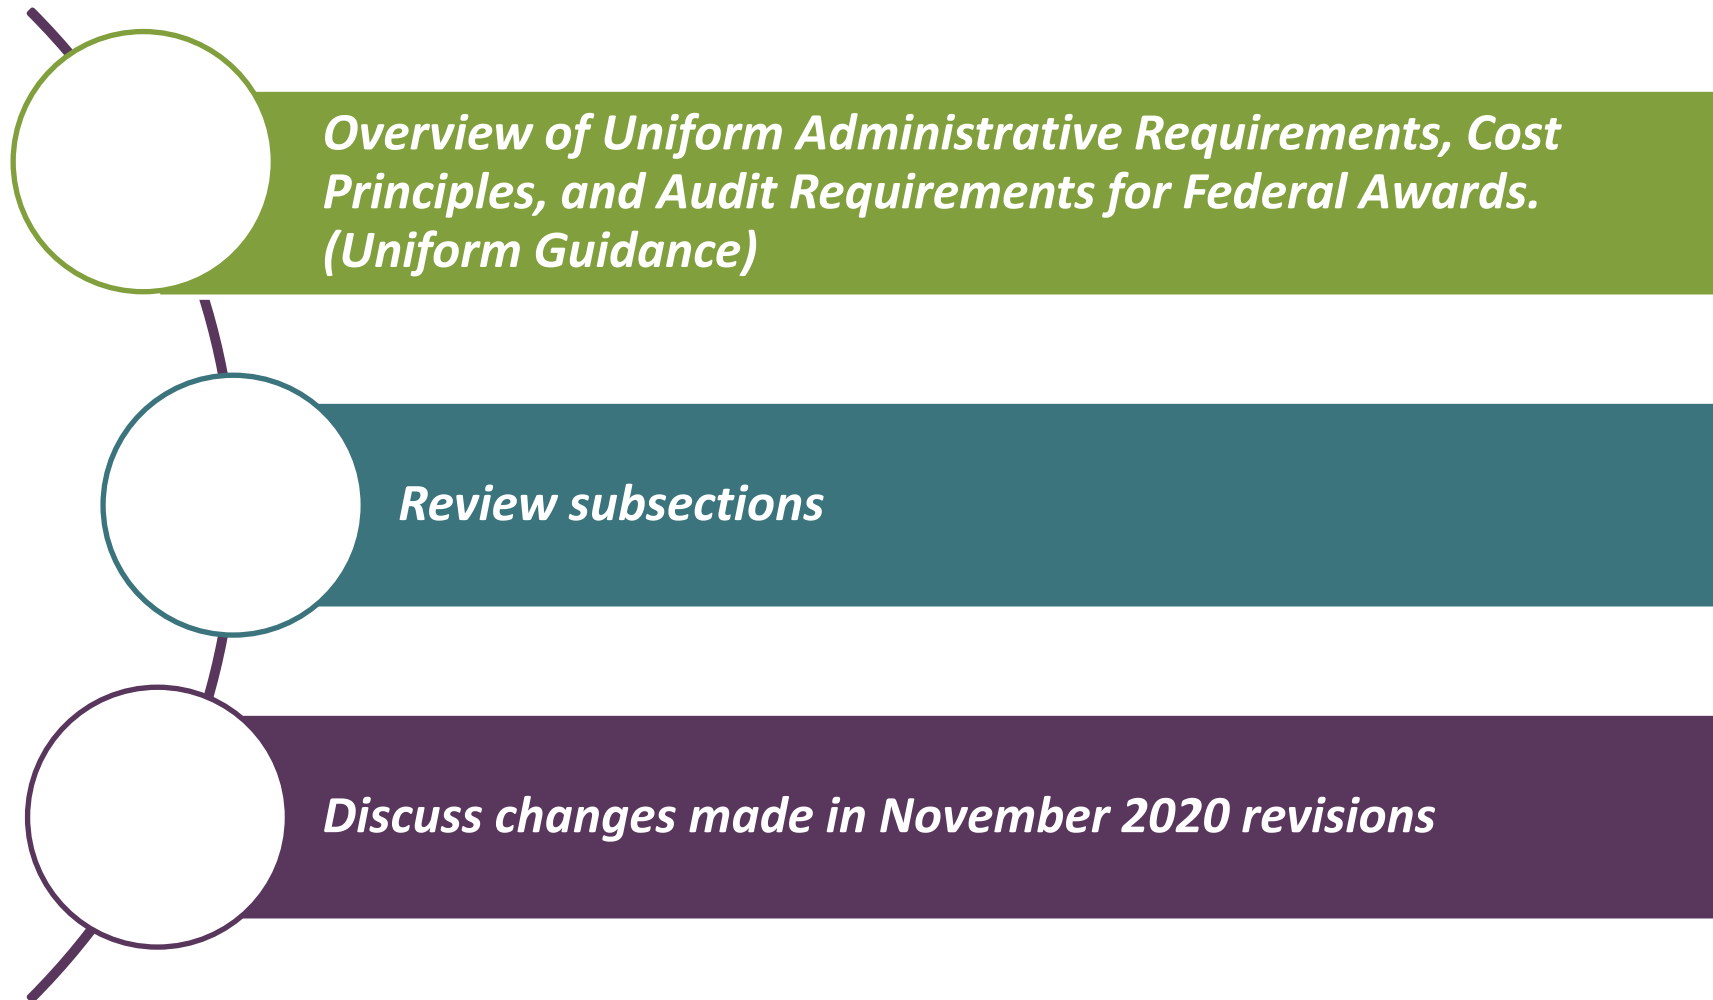 Overview of Uniform Administrative Requirements, Cost
Principles, and Audit Requirements for Federal Awards.
(Uniform Guidance)
Review subsections
Discuss changes made in November 2020 revisions